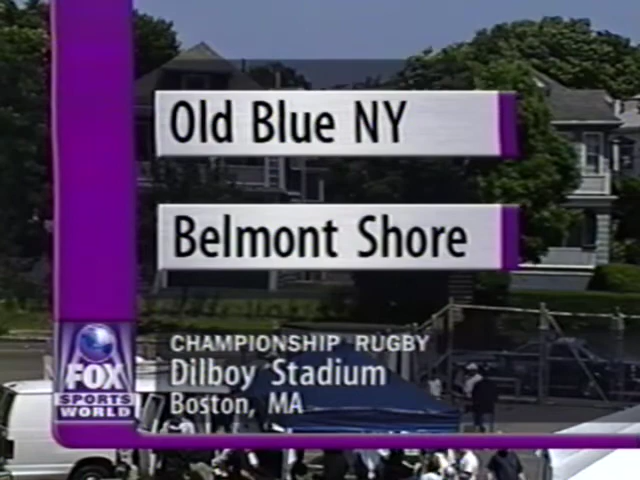 Old Blue NY
Belmont Shore
CHAMPIONSHIP RUGBY
Dilboy Stadium
Boston, MA
FOX
SPORTS
WORLD